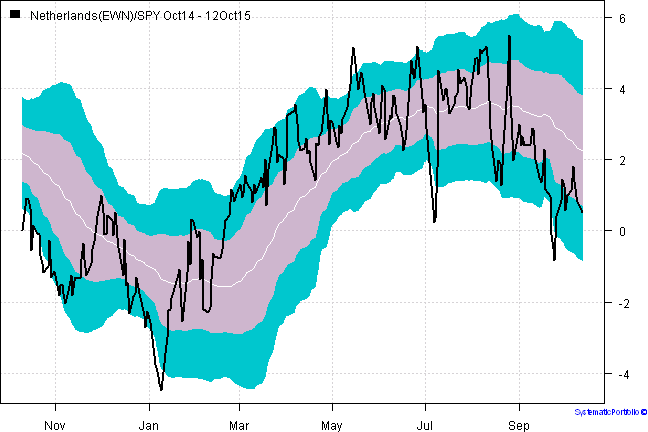 Netherlands(EWN)/SPY Oct14 - 12Oct15
6
4
2
0
-2
-4
Nov Jan Mar May Jul Sep
SystematicPortfolio ©